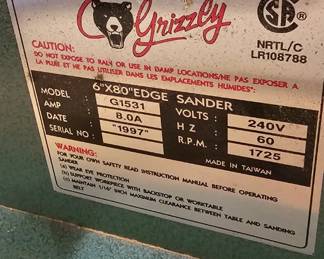 Grizzly
CSA
NRTL/C
LR108788
CAUTION:
DO NOT EXPOSE TO RALN OR USE IN DAMP LOCATIONS/NE PAS EXPOSER A
LA PLUIE ET NE PAS UTILISER DANS LES EMPLACEMENTS HUMIDES".
6"X80"EDGE SANDER
MODEL : G1531 VOLTS : 240V
AMP : 8.0A H Z : 60
DATE : "1997" R.P.M. : 1725
SERIAL NO :
MADE IN TAIWAN
WARNING:
FOR YOUR OWN SAFETY READ INSTRUCTION MANUAL BEFORE OPERATING
SANDER
WEAR EYE PROTECTION
SUPPORT WORKPIECE WITH BACKSTOP OR WORKTABLE
MAINTAIN 1/16" INCH MAXIMUM CLEARANCE BETWEEN TABLE AND SANDING
BELT